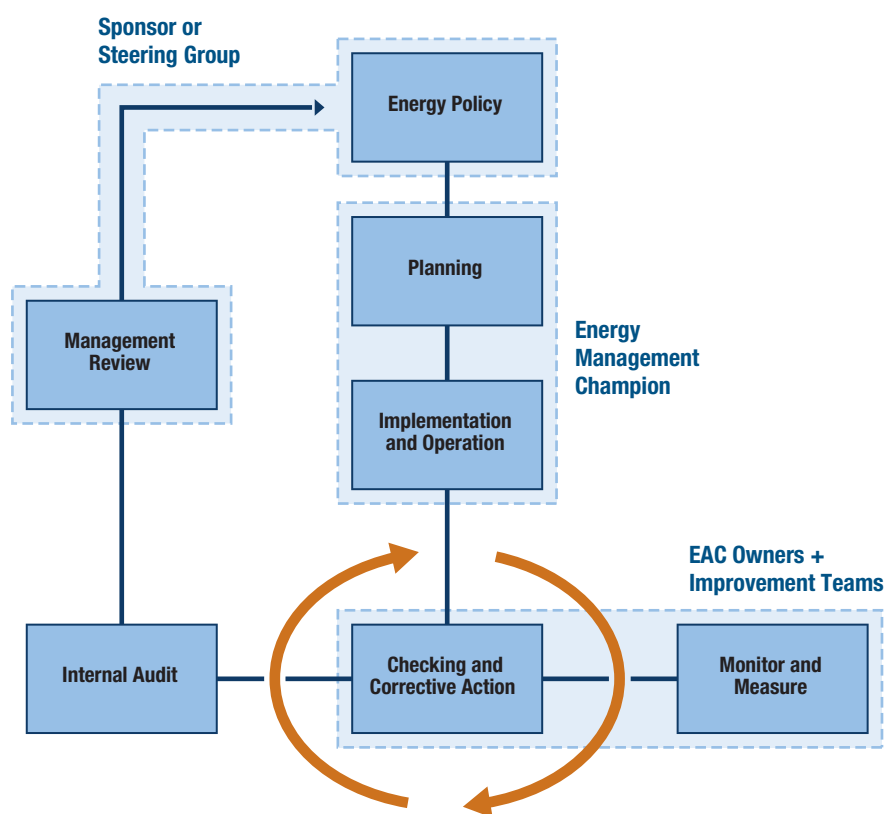 Sponsor or
Steering Group
Energy Policy
Planning
Management
Review
Energy
Management
Champion
Implementation
and Operation
EAC Owners +
Improvement Teams
Internal Audit
Checking and
Corrective Action
Monitor and
Measure